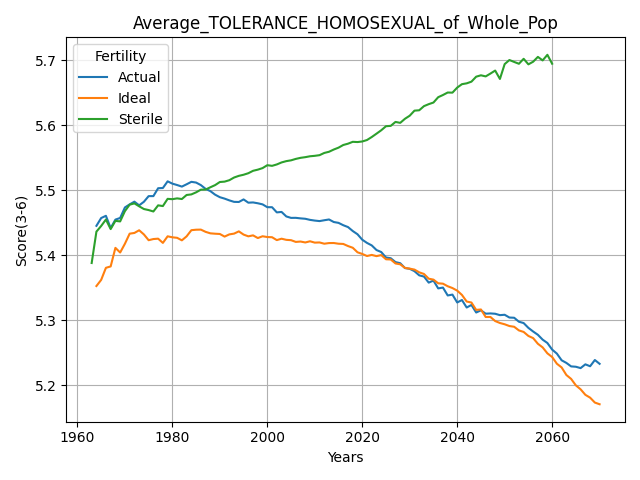 Average_TOLERANCE_HOMOSEXUAL_of_Whole_Pop
Fertility
Actual
Ideal
Sterile
Score(3-6)
5.7
5.6
5.5
5.4
5.3
5.2
1960 1980 2000 2020 2040 2060
Years